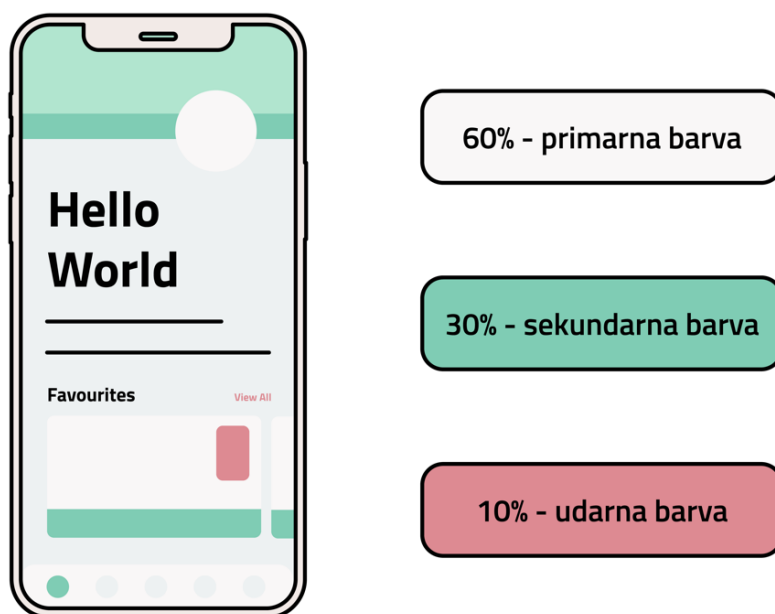 Hello
World
Favourites
View All
60% - primarna barva
30% - sekundarna barva
10% - udarna barva